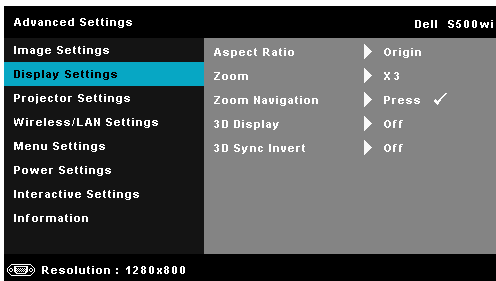 Advanced Settings
Dell S500wi
Image Settings
Display Settings
Projector Settings
Wireless/LAN Settings
Menu Settings
Power Settings
Interactive Settings
Information
Aspect Ratio Origin
Zoom X3
Zoom Navigation Press ✓
3D Display Off
3D Sync Invert Off
Resolution : 1280x800